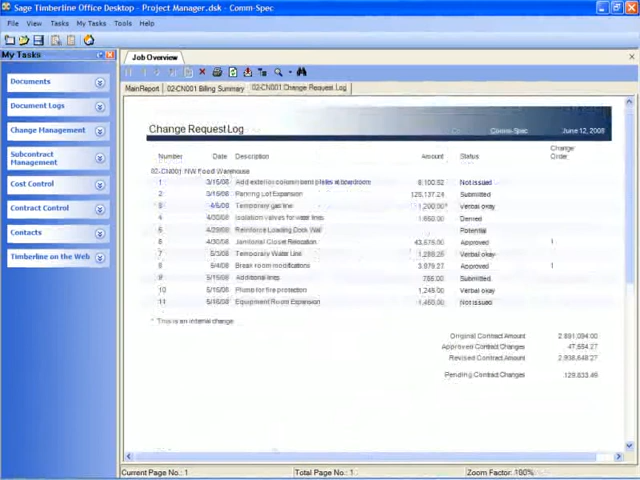 Sage Timberline Office Desktop - Project Manager.dsk - Comm-Spec
File View Tasks My Tasks Tools Help
My Tasks
Job Overview
Documents
MainReport 02-CN001 Billing Summary 02-CN001 Change Request Log
Document Logs
Change Management
Subcontract Management
Cost Control
Contract Control
Contacts
Timberline on the Web
Change Request Log Comm-Spec June 12, 2008
Number Date Description Amount Status Change Order
02-CN001 NW Food Warehouse
1 3/15/08 Add exterior column base plates at boardroom 8,100.52 Not issued
2 3/15/08 Parking Lot Expansion 126,137.24 Submitted
3 4/6/08 Temporary gas line 1,200.00* Verbal okay
4 4/30/08 Isolation valves for water lines 1,650.00 Denied
5 4/29/08 Reinforce Loading Dock Wall Potential
6 4/30/08 Janitorial Closet Relocation 43,675.00 Approved 1
7 5/3/08 Temporary Water Unit 1,289.25 Verbal okay
8 5/4/08 Break room modifications 3,979.27 Approved 1
9 5/15/08 Additional lines 755.00 Submitted
10 5/16/08 Plumb for fire protection 1,245.00 Verbal okay
11 5/16/08 Equipment Room Expansion -1,450.00 Not issued
* This is an internal change
Original Contract Amount 2,891,094.00
Approved Contract Changes 47,554.27
Revised Contract Amount 2,938,648.27
Pending Contract Changes 129,833.49
Current Page No.: 1 Total Page No.: 1 Zoom Factor: 100%